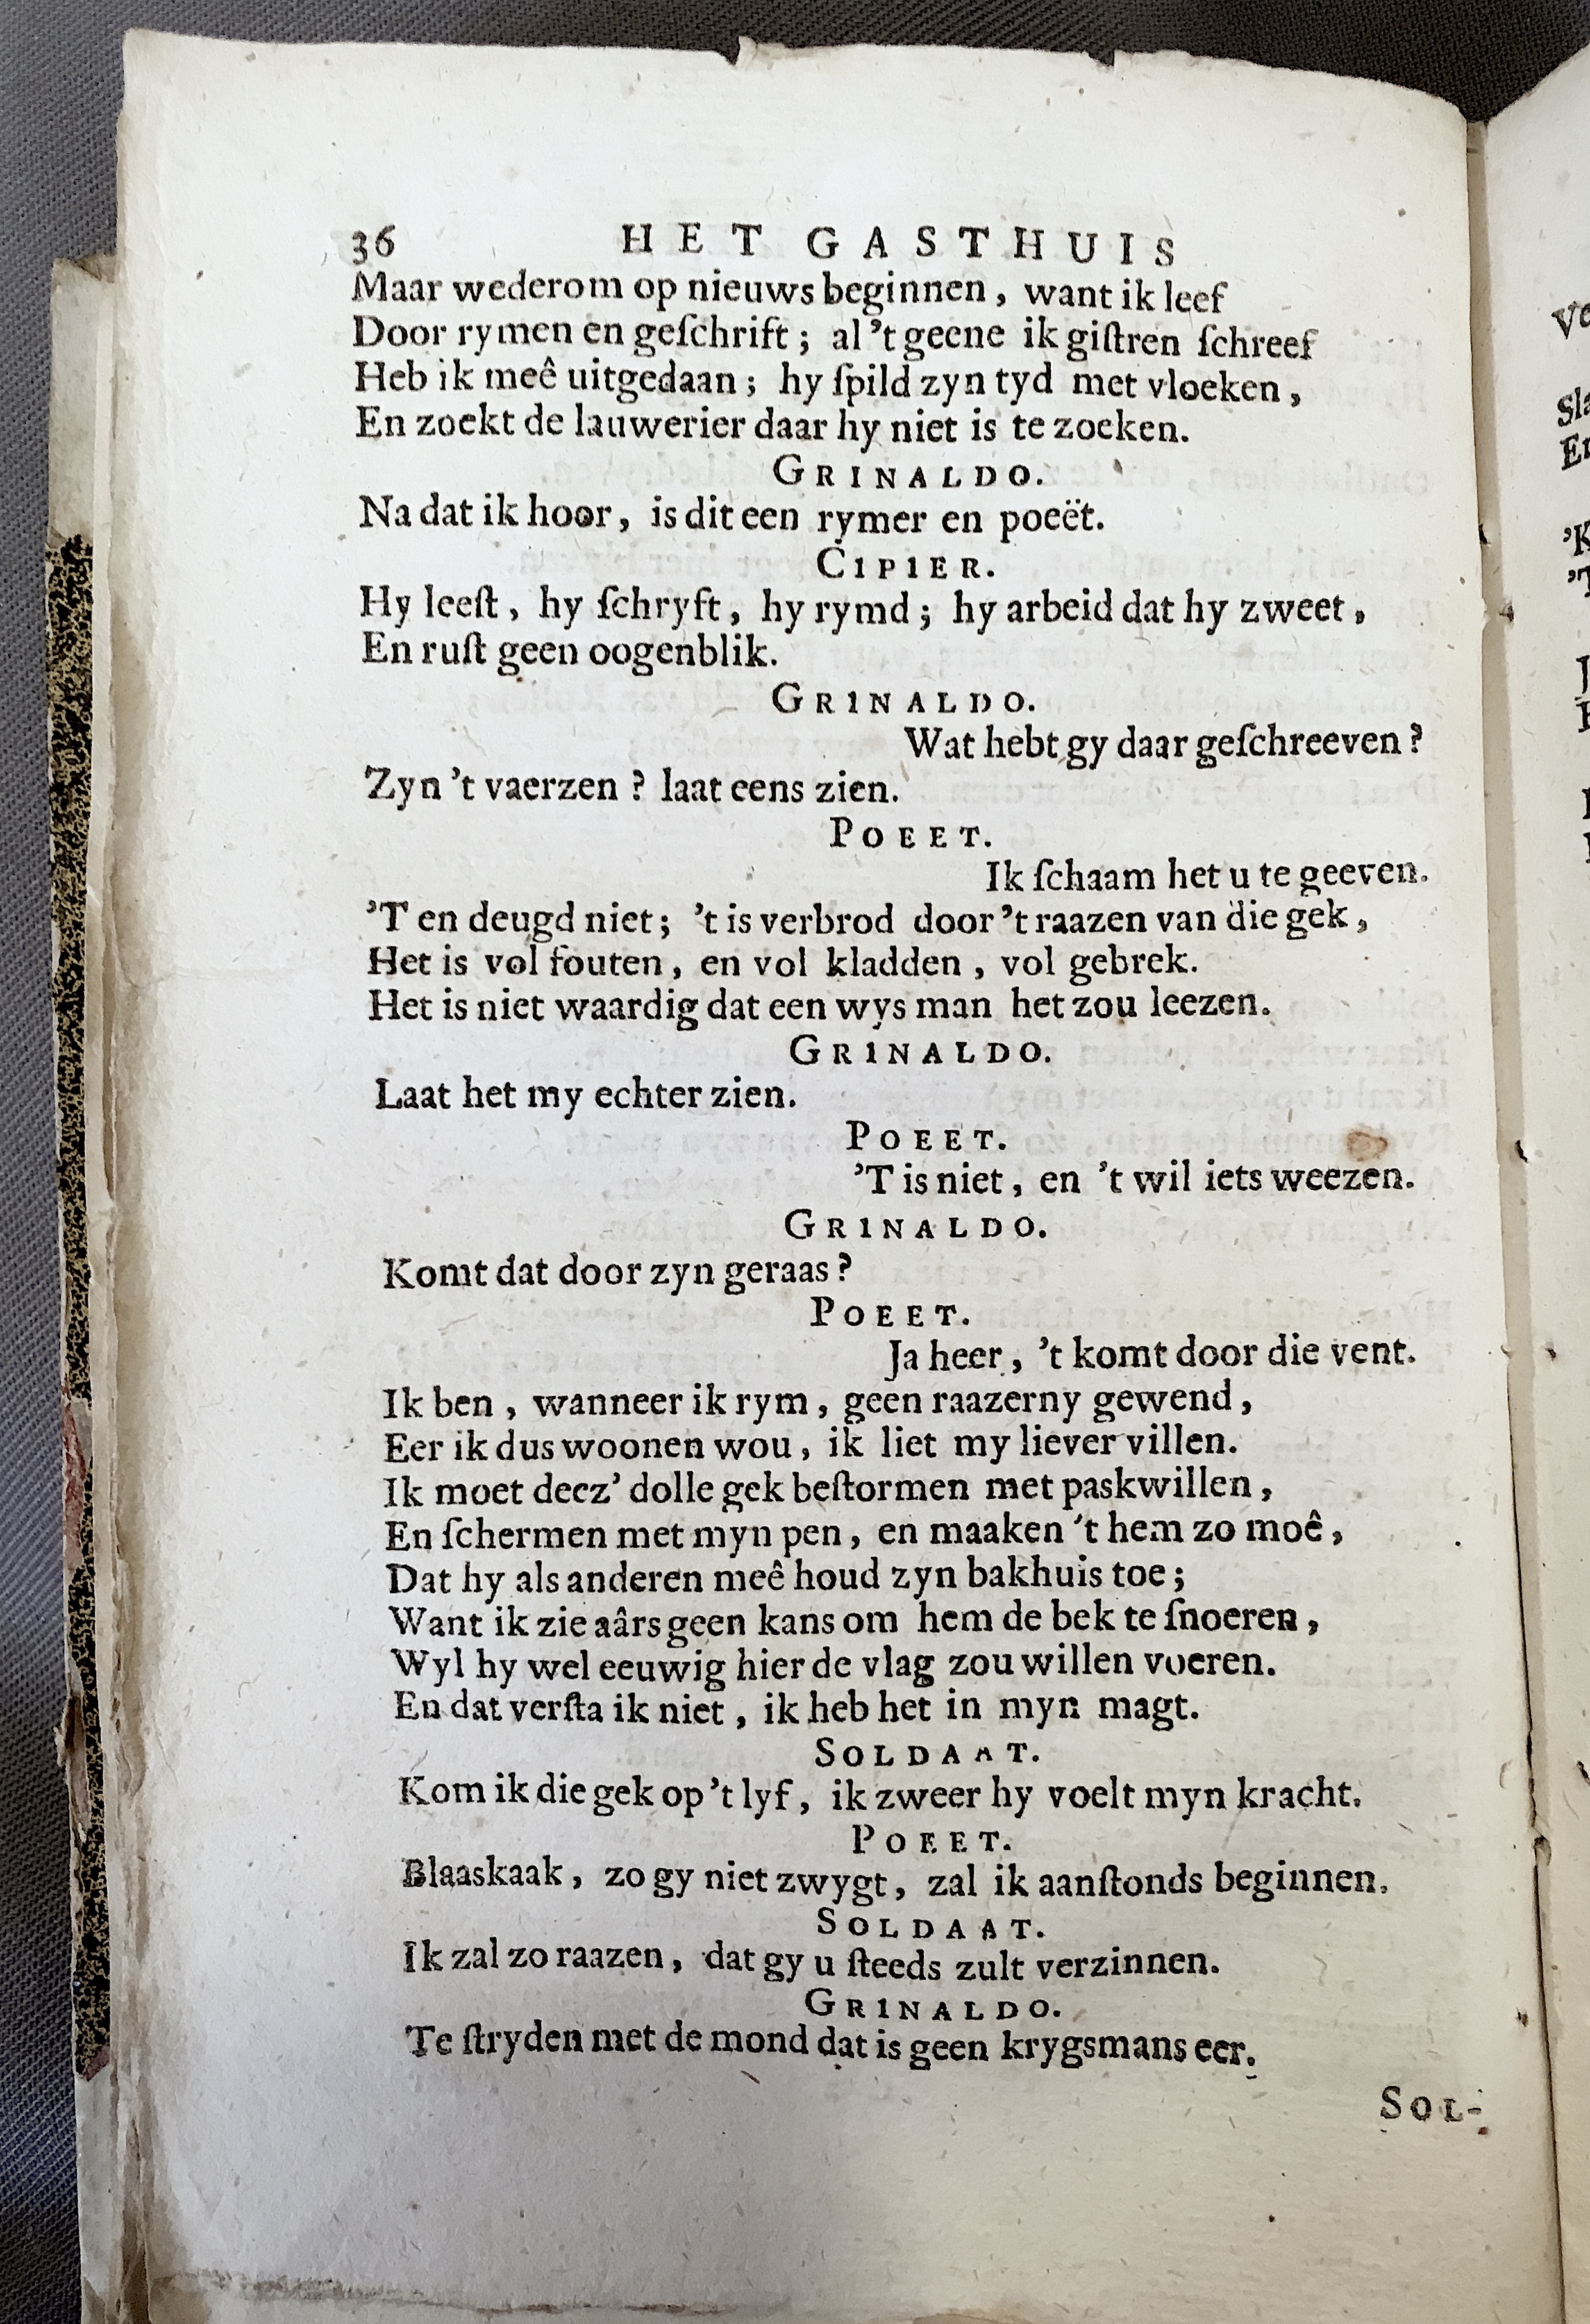 36 HET GASTHUIS
Maar wederom op nieuws beginnen, want ik leef
Door rymen en geſchrift; al 't geene ik giſtren ſchreef
Heb ik meê uitgedaan; hy ſpild zyn tyd met vloeken,
En zoekt de lauwerier daar hy niet is te zoeken.
GRINALDO.
Na dat ik hoor, is dit een rymer en poeët.
CIPIER.
Hy leeſt, hy ſchryft, hy rymd; hy arbeid dat hy zweet,
En ruſt geen oogenblik.
GRINALDO.
Wat hebt gy daar geſchreeven?
Zyn 't vaerzen? laat eens zien.
POEET.
Ik ſchaam het u te geeven.
'T en deugd niet; 't is verbrod door 't raazen van die gek,
Het is vol fouten, en vol kladden, vol gebrek.
Het is niet waardig dat een wys man het zou leezen.
GRINALDO.
Laat het my echter zien.
POEET.
'T is niet, en 't wil iets weezen.
GRINALDO.
Komt dat door zyn geraas?
POEET.
Ja heer, 't komt door die vent.
Ik ben, wanneer ik rym, geen raazerny gewend,
Eer ik dus woonen wou, ik liet my liever villen.
Ik moet deez' dolle gek beſtormen met paskwillen,
En ſchermen met myn pen, en maaken 't hem zo moê,
Dat hy als anderen meê houd zyn bakhuis toe;
Want ik zie aârs geen kans om hem de bek te ſnoeren,
Wyl hy wel eeuwig hier de vlag zou willen voeren.
En dat verſta ik niet, ik heb het in myn magt.
SOLDAAT.
Kom ik die gek op 't lyf, ik zweer hy voelt myn kracht.
POEET.
Blaaskaak, zo gy niet zwygt, zal ik aanſtonds beginnen.
SOLDAAT.
Ik zal zo raazen, dat gy u ſteeds zult verzinnen.
GRINALDO.
Te ſtryden met de mond dat is geen krygsmans eer.
SOL-